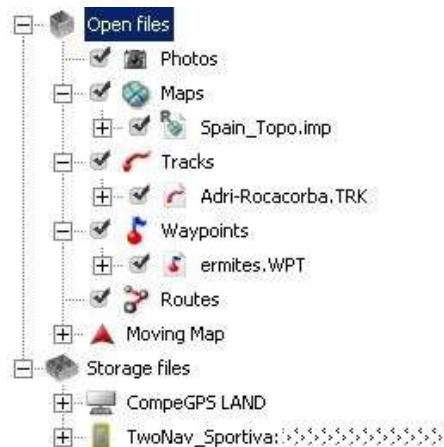 Open files
Photos
Maps
Spain_Topo.imp
Tracks
Adri-Rocacorba.TRK
Waypoints
ermites.WPT
Routes
Moving Map
Storage files
CompeGPS LAND
TwoNav_Sportiva: